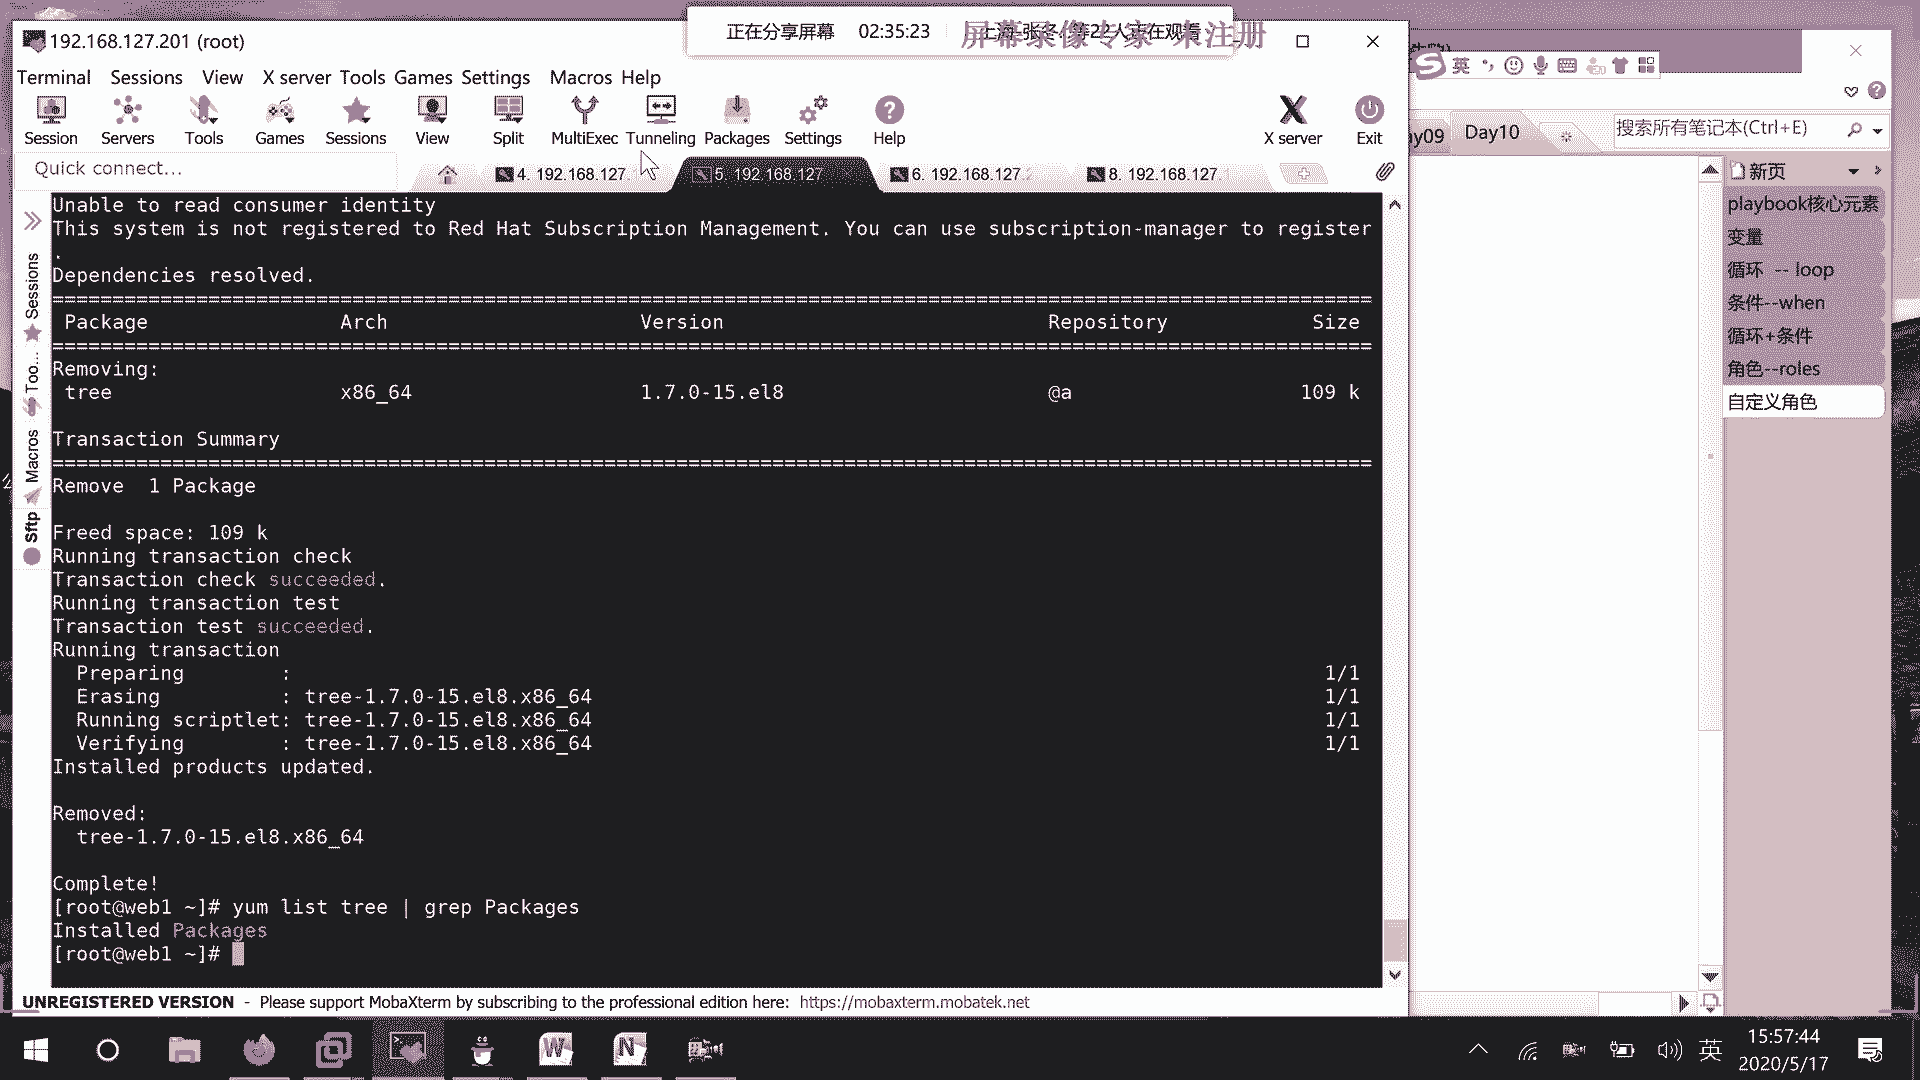 192.168.127.201 (root)
正在分享屏幕 02:35:23
屏幕录像专家 未注册
Terminal Sessions View X server Tools Games Settings Macros Help
Session Servers Tools Games Sessions View Split MultiExec Tunneling Packages Settings Help X server Exit
Quick connect...
4. 192.168.127. 5. 192.168.127 6. 192.168.127.2 8. 192.168.127.1
Unable to read consumer identity
This system is not registered to Red Hat Subscription Management. You can use subscription-manager to register
.
Dependencies resolved.
================================================================================
Package Arch Version Repository Size
================================================================================
Removing:
tree x86_64 1.7.0-15.el8 @a 109 k
Transaction Summary
================================================================================
Remove 1 Package
Freed space: 109 k
Running transaction check
Transaction check succeeded.
Running transaction test
Transaction test succeeded.
Running transaction
Preparing : 1/1
Erasing : tree-1.7.0-15.el8.x86_64 1/1
Running scriptlet: tree-1.7.0-15.el8.x86_64 1/1
Verifying : tree-1.7.0-15.el8.x86_64 1/1
Installed products updated.
Removed:
tree-1.7.0-15.el8.x86_64
Complete!
[root@web1 ~]# yum list tree | grep Packages
Installed Packages
[root@web1 ~]#
Sessions
Too...
Macros
Sftp
UNREGISTERED VERSION - Please support MobaXterm by subscribing to the professional edition here: https://mobaxterm.mobatek.net
英
y09 Day10
搜索所有笔记本(Ctrl+E)
新页
playbook核心元素
变量
循环 -- loop
条件--when
循环+条件
角色--roles
自定义角色
英
15:57:44
2020/5/17